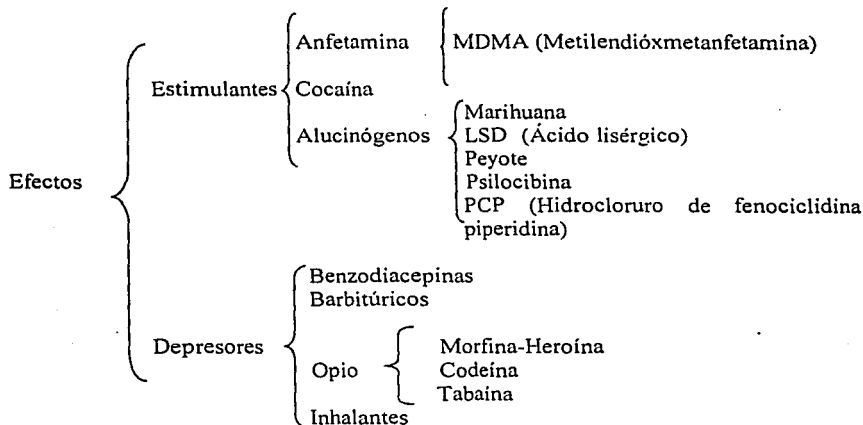 Efectos
Estimulantes
Anfetamina
MDMA (Metilendióxmetanfetamina)
Cocaína
Alucinógenos
Marihuana
LSD (Ácido lisérgico)
Peyote
Psilocibina
PCP (Hidrocloruro de fenociclidina
piperidina)
Depresores
Benzodiacepinas
Barbitúricos
Opio
Morfina-Heroína
Codeína
Tabaína
Inhalantes